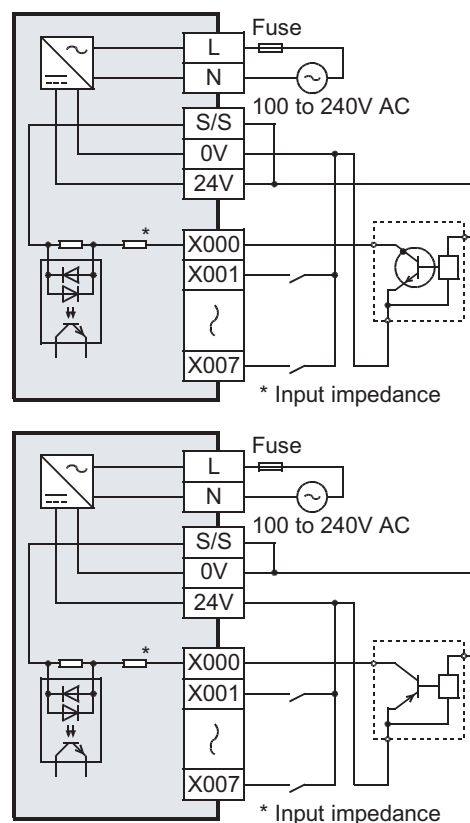 Fuse
L
N
100 to 240V AC
S/S
0V
24V
*
X000
X001
X007
* Input impedance
Fuse
L
N
100 to 240V AC
S/S
0V
24V
*
X000
X001
X007
* Input impedance